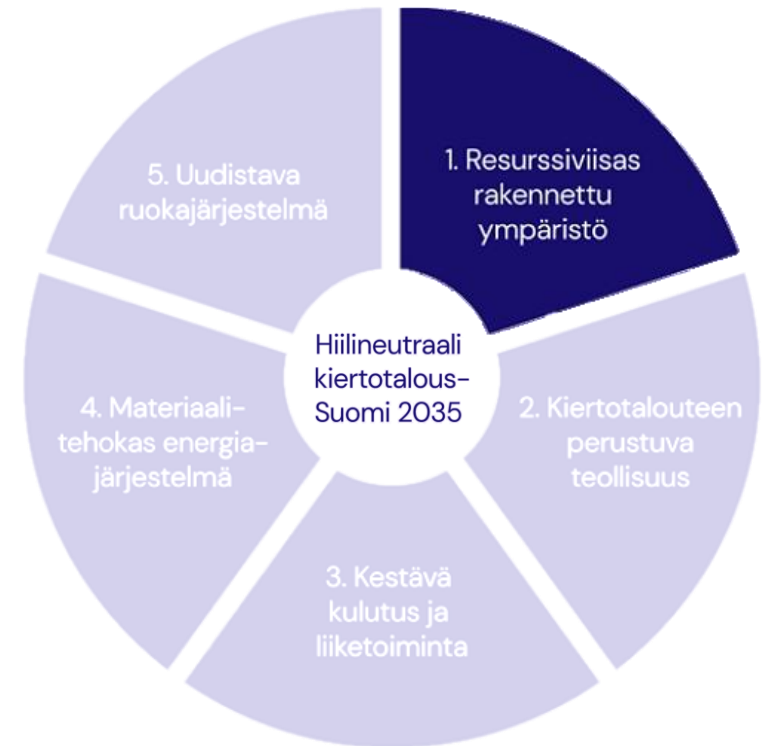 1. Resurssiviisas
rakennettu
ympäristö
2. Kiertotalouteen
perustuva
teollisuus
3. Kestävä
kulutus ja
liiketoiminta
4. Materiaali-
tehokas energia-
järjestelmä
5. Uudistava
ruokajärjestelmä
Hiilineutraali
kiertotalous-
Suomi 2035